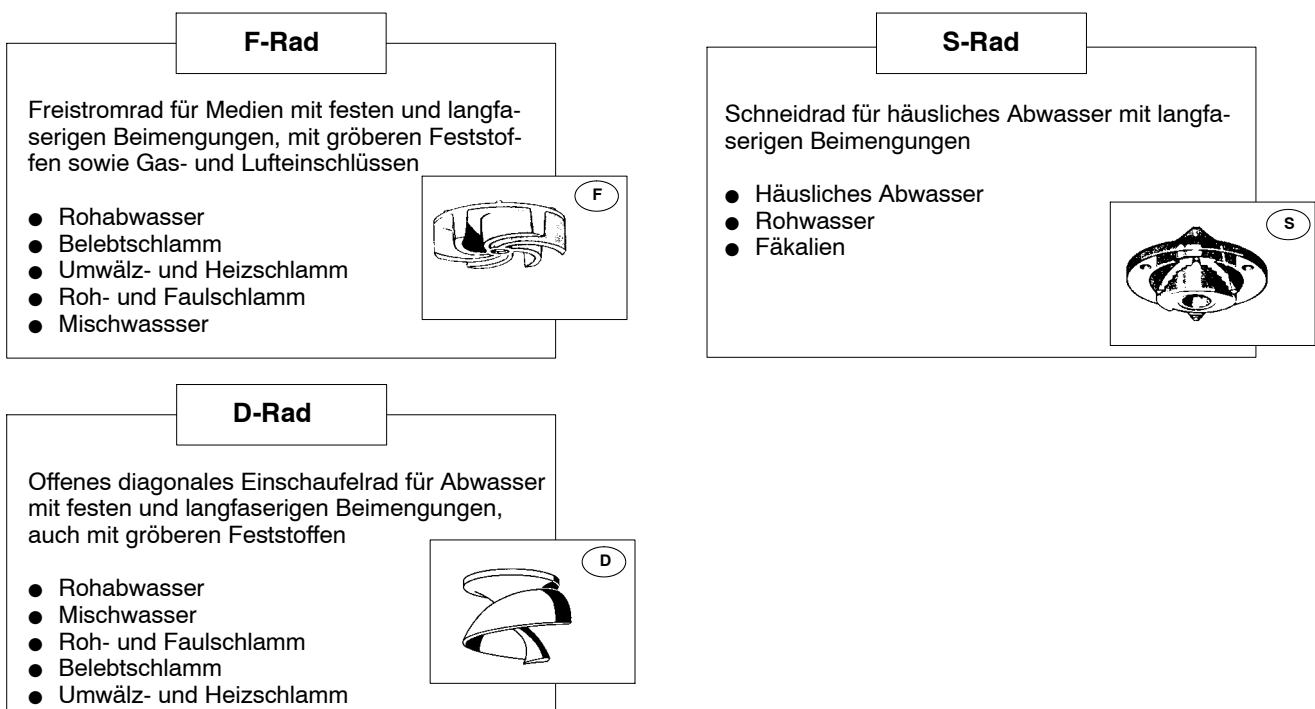 F-Rad
Freistromrad für Medien mit festen und langfa-
serigen Beimengungen, mit gröberen Feststof-
fen sowie Gas- und Lufteinschlüssen
● Rohabwasser
● Belebtschlamm
● Umwälz- und Heizschlamm
● Roh- und Faulschlamm
● Mischwassser
F
S-Rad
Schneidrad für häusliches Abwasser mit langfa-
serigen Beimengungen
● Häusliches Abwasser
● Rohwasser
● Fäkalien
S
D-Rad
Offenes diagonales Einschaufelrad für Abwasser
mit festen und langfaserigen Beimengungen,
auch mit gröberen Feststoffen
● Rohabwasser
● Mischwasser
● Roh- und Faulschlamm
● Belebtschlamm
● Umwälz- und Heizschlamm
D